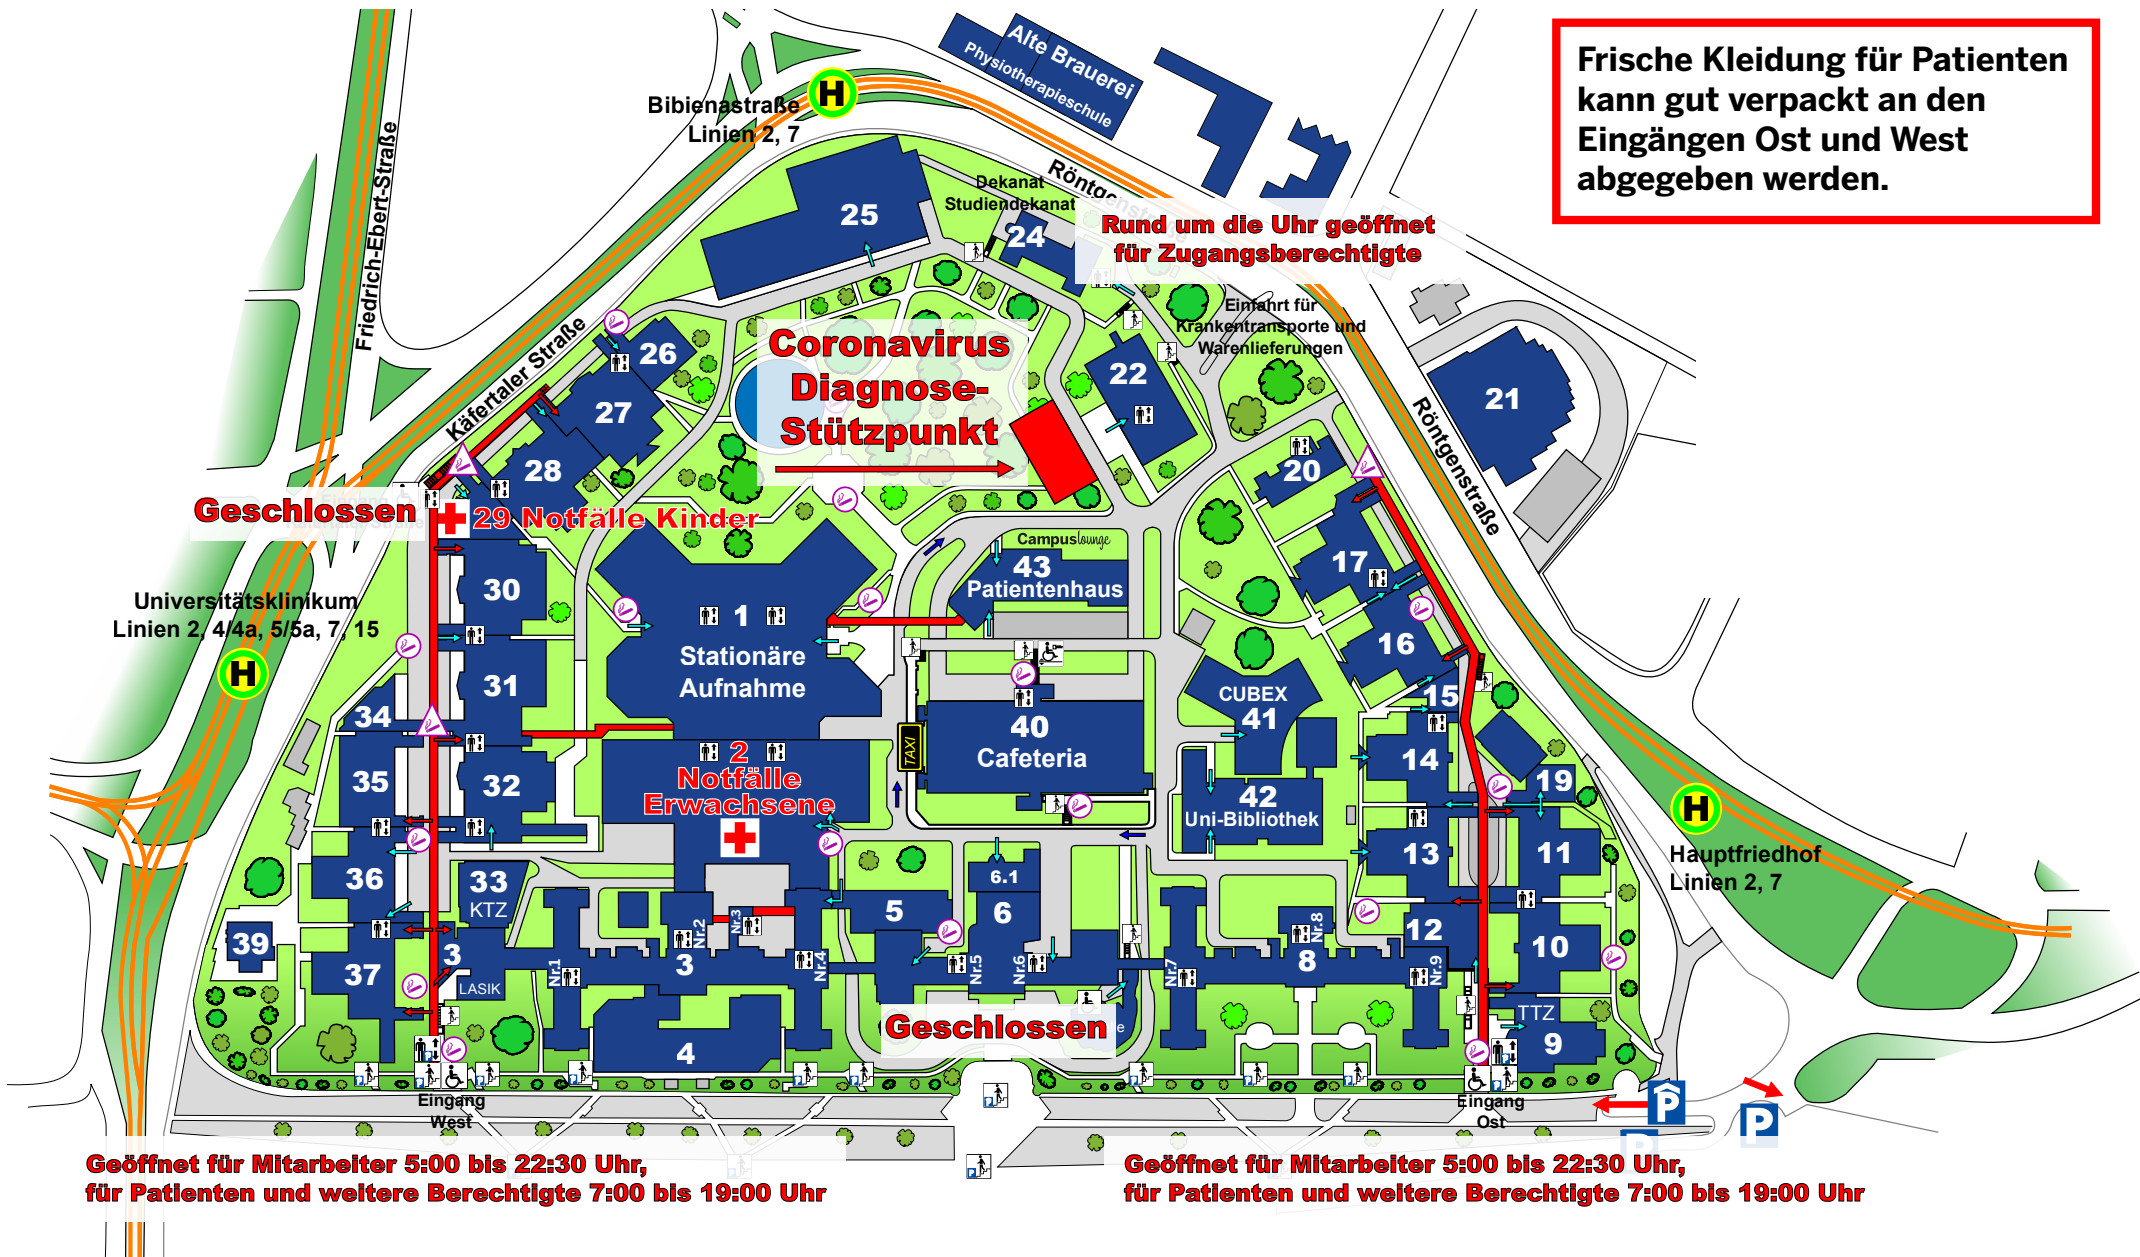 Frische Kleidung für Patienten
kann gut verpackt an den
Eingängen Ost und West
abgegeben werden.
Alte Brauerei
Physiotherapieschule
H
Bibienastraße
Linien 2, 7
Friedrich-Ebert-Straße
Käfertaler Straße
Röntgenstraße
Dekanat
Studiendekanat
24
25
Rund um die Uhr geöffnet
für Zugangsberechtigte
Einfahrt für
Krankentransporte und
Warenlieferungen
Coronavirus
Diagnose-
Stützpunkt
26
27
28
22
21
20
Röntgenstraße
Geschlossen
29 Notfälle Kinder
Campuslounge
43
Patientenhaus
17
30
1
Stationäre
Aufnahme
16
Universitätsklinikum
Linien 2, 4/4a, 5/5a, 7, 15
H
31
CUBEX
41
15
34
40
Cafeteria
TAXI
14
2
Notfälle
Erwachsene
35
32
42
Uni-Bibliothek
19
H
Hauptfriedhof
Linien 2, 7
13
11
36
33
KTZ
6.1
5
6
39
37
3
LASIK
Nr.1
3
Nr.2
Nr.3
Nr.4
Nr.5
Nr.6
Nr.7
8
Nr.8
Nr.9
12
10
4
Geschlossen
TTZ
9
Eingang
West
Eingang
Ost
P
P
P
Geöffnet für Mitarbeiter 5:00 bis 22:30 Uhr,
für Patienten und weitere Berechtigte 7:00 bis 19:00 Uhr
Geöffnet für Mitarbeiter 5:00 bis 22:30 Uhr,
für Patienten und weitere Berechtigte 7:00 bis 19:00 Uhr